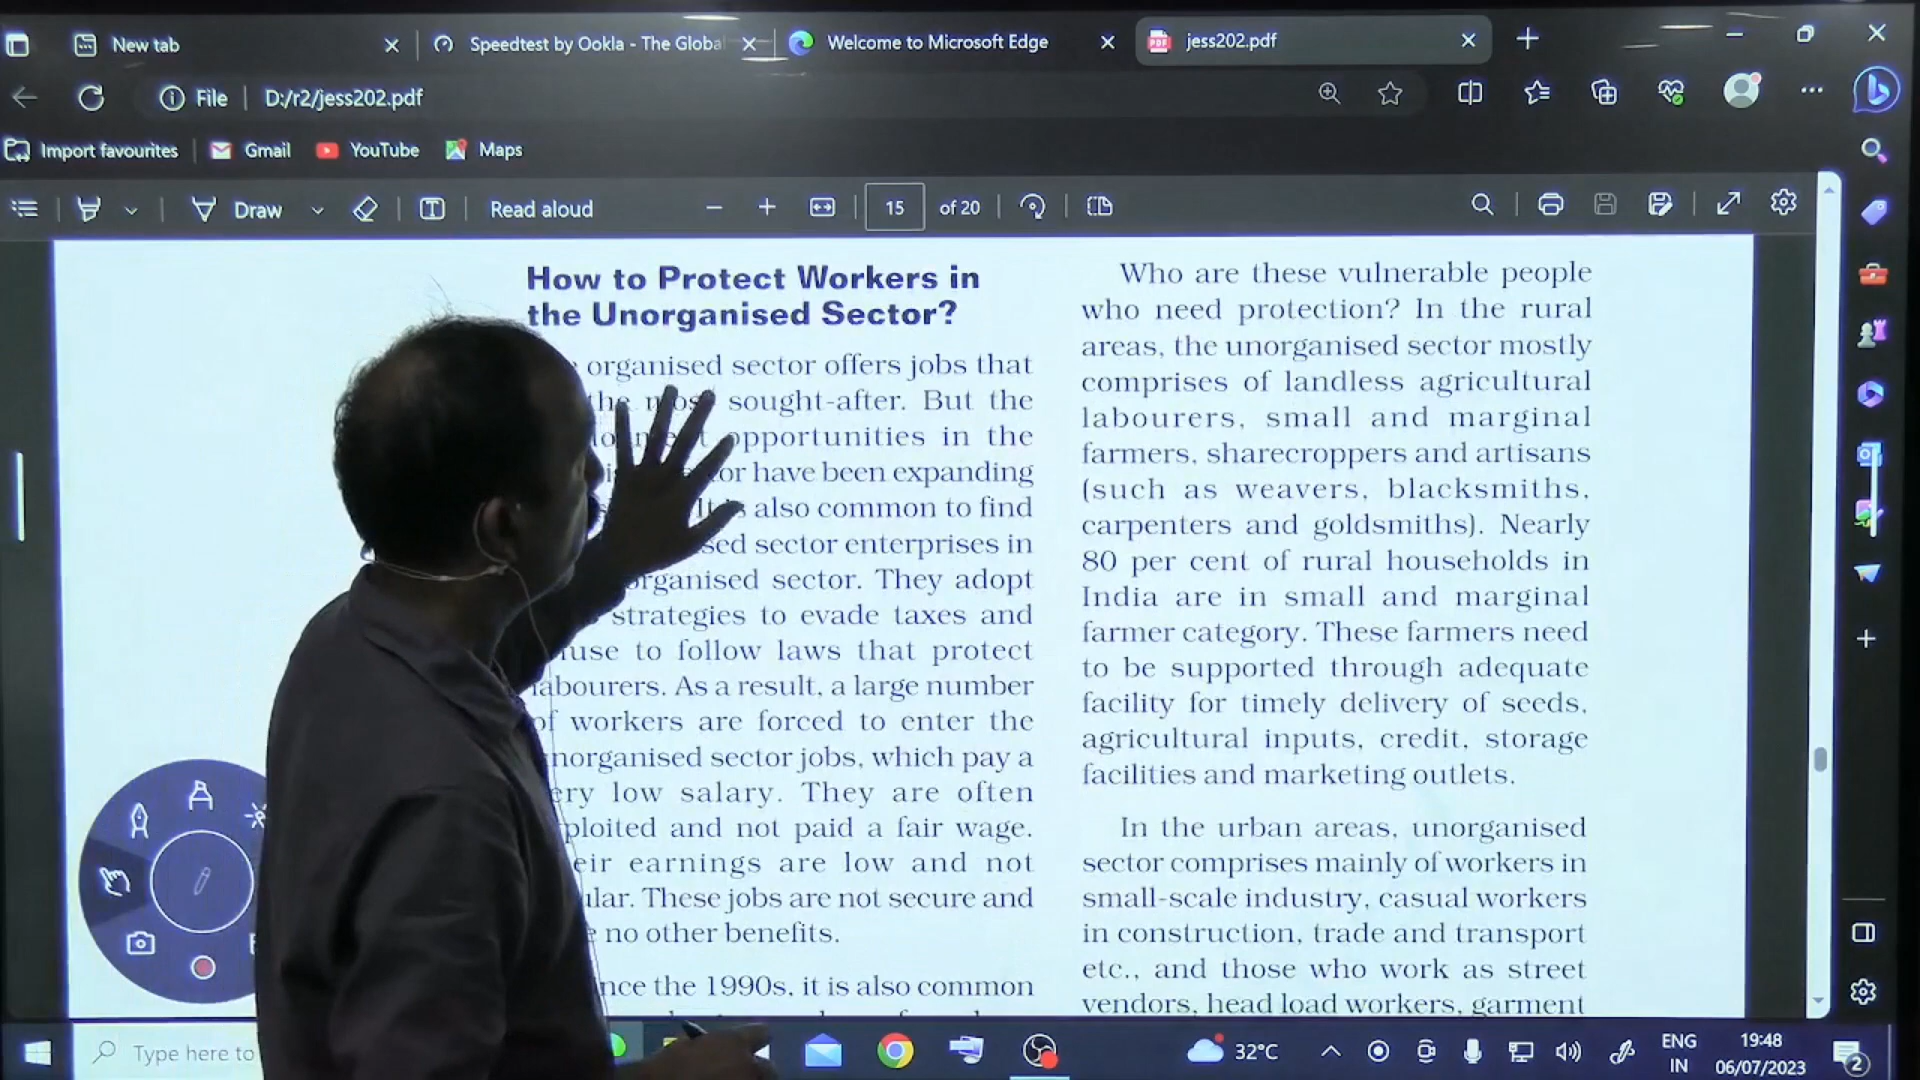 New tab
Speedtest by Ookla - The Globa
Welcome to Microsoft Edge
PDF
jess202.pdf
File
D:/r2/jess202.pdf
Import favourites
Gmail
YouTube
Maps
Draw
Read aloud
15
of 20
How to Protect Workers in
the Unorganised Sector?
organised sector offers jobs that
the most sought-after. But the
opportunities in the
have been expanding
It is also common to find
sector enterprises in
sector. They adopt
strategies to evade taxes and
to follow laws that protect
labourers. As a result, a large number
of workers are forced to enter the
sector jobs, which pay a
low salary. They are often
and not paid a fair wage.
earnings are low and not
These jobs are not secure and
no other benefits.
the 1990s, it is also common
Who are these vulnerable people
who need protection? In the rural
areas, the unorganised sector mostly
comprises of landless agricultural
labourers, small and marginal
farmers, sharecroppers and artisans
(such as weavers, blacksmiths,
carpenters and goldsmiths). Nearly
80 per cent of rural households in
India are in small and marginal
farmer category. These farmers need
to be supported through adequate
facility for timely delivery of seeds,
agricultural inputs, credit, storage
facilities and marketing outlets.
In the urban areas, unorganised
sector comprises mainly of workers in
small-scale industry, casual workers
in construction, trade and transport
etc., and those who work as street
vendors, head load workers, garment
Type here to
32°C
ENG
IN
19:48
06/07/2023
2